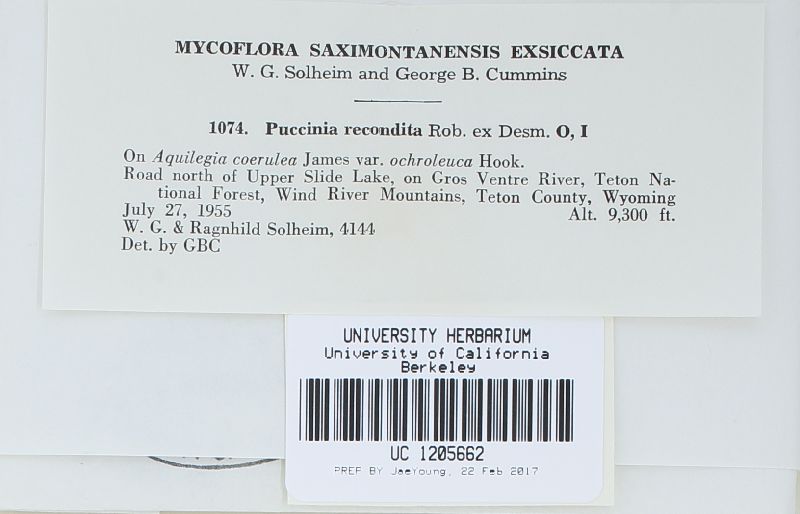 MYCOFLORA SAXIMONTANENSIS EXSICCATA
W. G. Solheim and George B. Cummins
1074. Puccinia recondita Rob. ex Desm. O, I
On Aquilegia coerulea James var. ochroleuca Hook.
Road north of Upper Slide Lake, on Gros Ventre River, Teton Na-
tional Forest, Wind River Mountains, Teton County, Wyoming
July 27, 1955 Alt. 9,300 ft.
W. G. & Ragnhild Solheim, 4144
Det. by GBC
UNIVERSITY HERBARIUM
University of California
Berkeley
UC 1205662
PREF BY JaeYoung, 22 Feb 2017